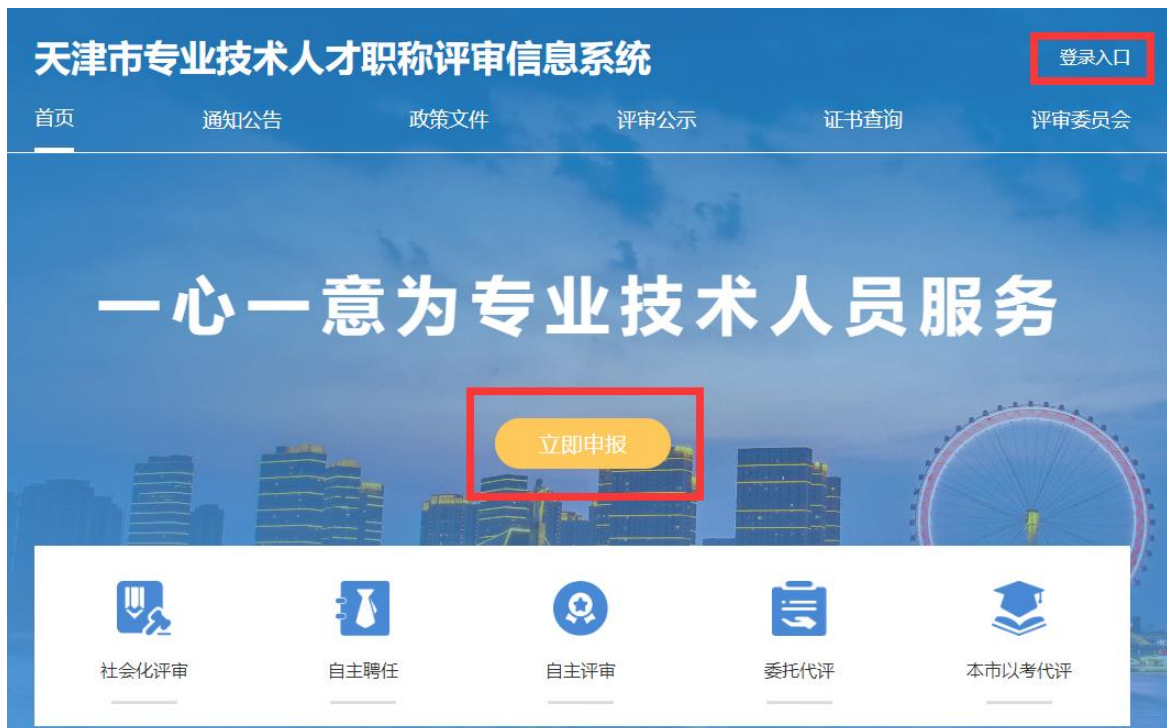 天津市专业技术人才职称评审信息系统
登录入口
首页 通知公告 政策文件 评审公示 证书查询 评审委员会
一心一意为专业技术人员服务
立即申报
社会化评审 自主聘任 自主评审 委托代评 本市以考代评